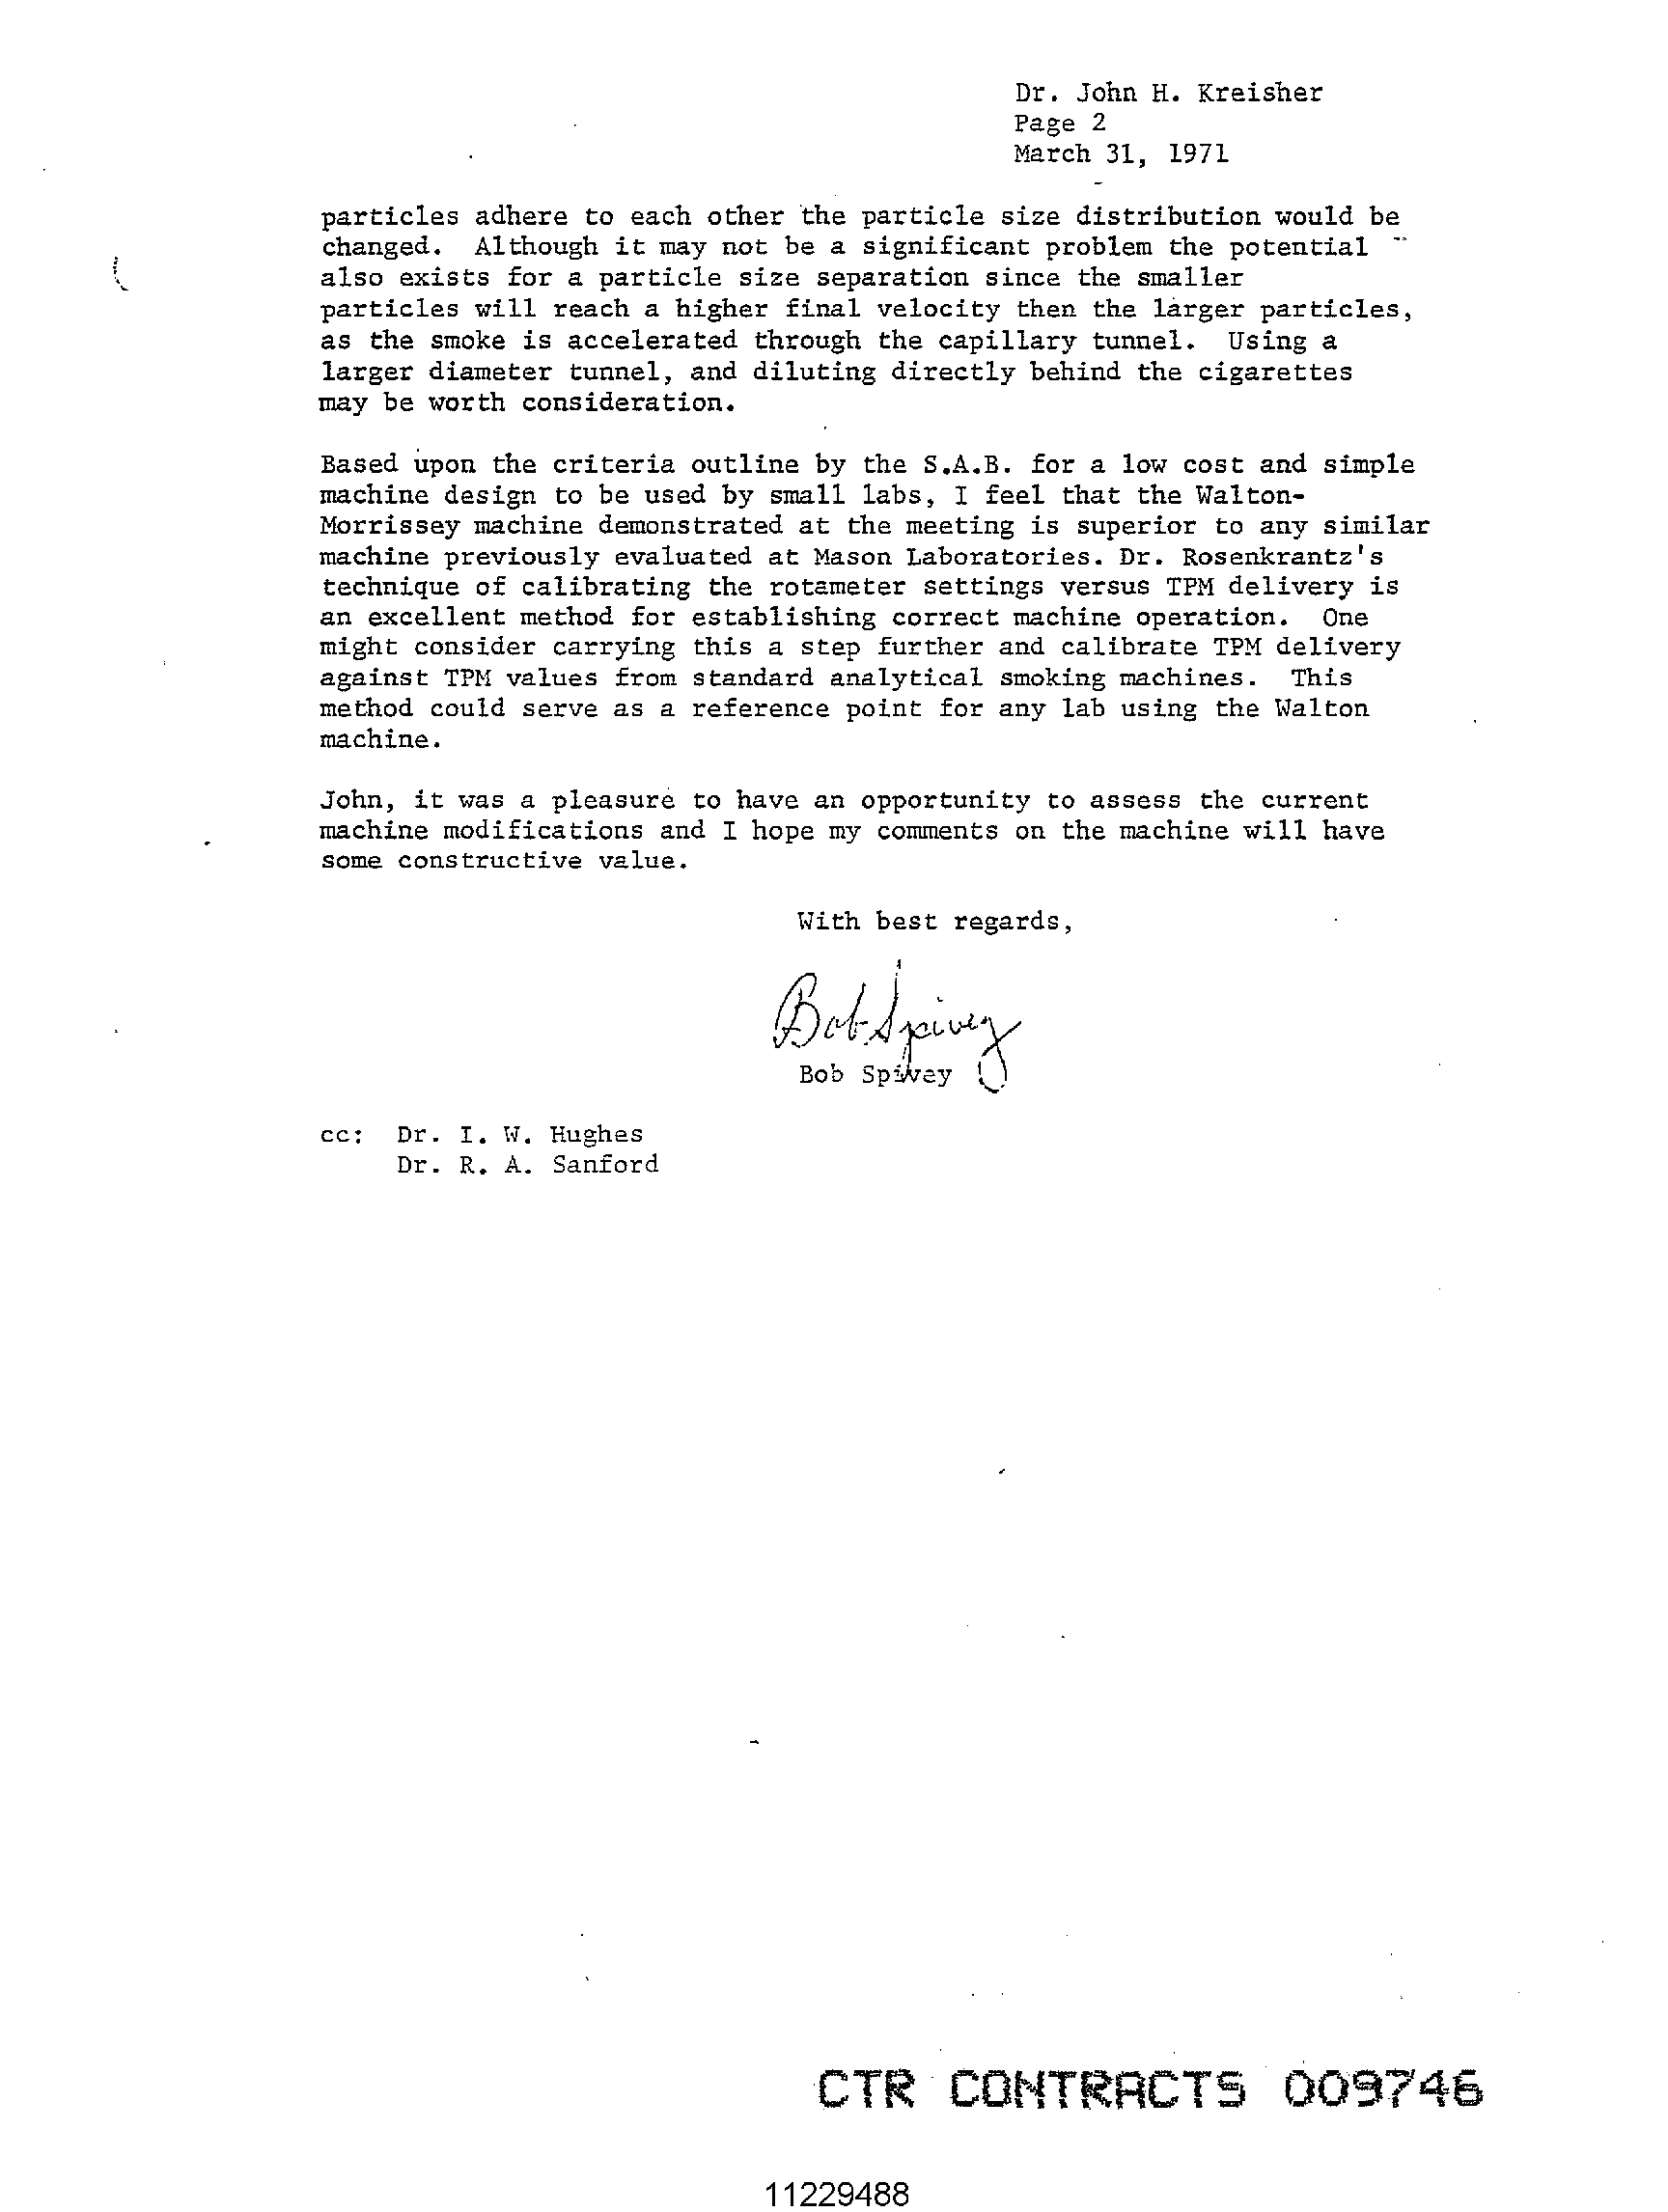 Dr. John H. Kreisher
Page 2
March 31, 1971
particles adhere to each other the particle size distribution would be
changed.  Although it may not be a significant problem the potential
also exists for a particle size separation since the smaller
particles will reach a higher final velocity then the larger particles,
as the smoke is accelerated through the capillary tunnel.  Using a
larger diameter tunnel, and diluting directly behind the cigarettes
may be worth consideration.
Based upon the criteria outline by the S.A.B. for a low cost and simple
machine design to be used by small labs, I feel that the Walton-
Morrissey machine demonstrated at the meeting is superior to any similar
machine previously evaluated at Mason Laboratories. Dr. Rosenkrantz's
technique of calibrating the rotameter settings versus TPM delivery is
an excellent method for establishing correct machine operation.  One
might consider carrying this a step further and calibrate TPM delivery
against TPM values from standard analytical smoking machines.  This
method could serve as a reference point for any lab using the Walton
machine.
John, it was a pleasure to have an opportunity to assess the current
machine modifications and I hope my comments on the machine will have
some constructive value.
With best regards,
Bob Spivey
Bob Spivey
cc:  Dr. I. W. Hughes
Dr. R. A. Sanford
CTR CONTRACTS 009746
11229488